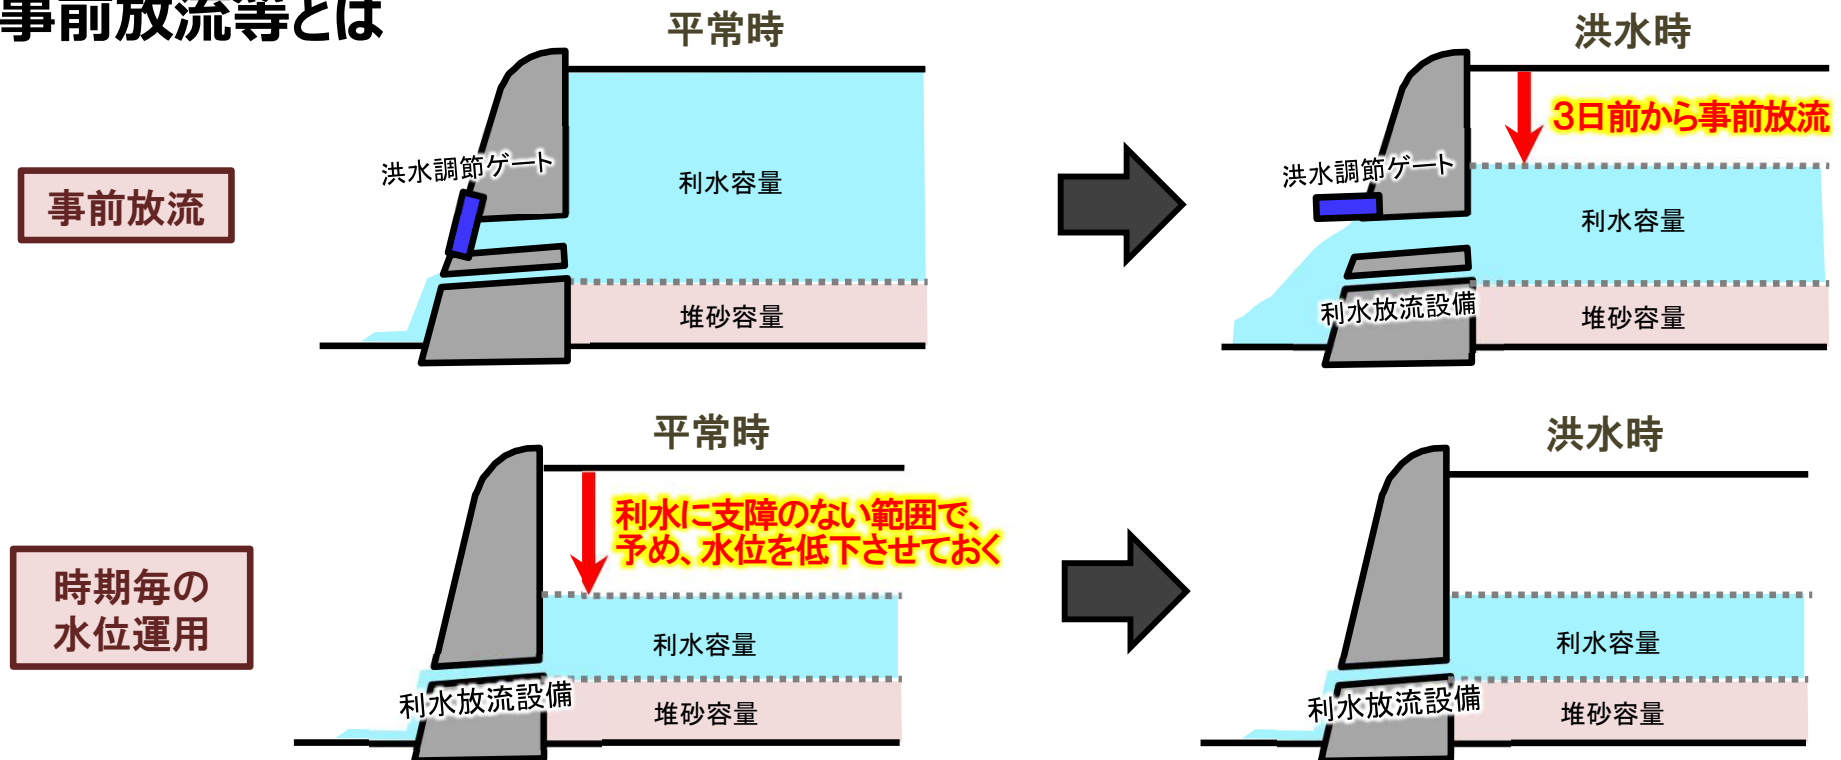 事前放流等とは
平常時
洪水時
3日前から事前放流
洪水調節ゲート
洪水調節ゲート
事前放流
利水容量
利水容量
利水放流設備
堆砂容量
堆砂容量
平常時
洪水時
利水に支障のない範囲で、
予め、水位を低下させておく
時期毎の
水位運用
利水容量
利水容量
利水放流設備
利水放流設備
堆砂容量
堆砂容量